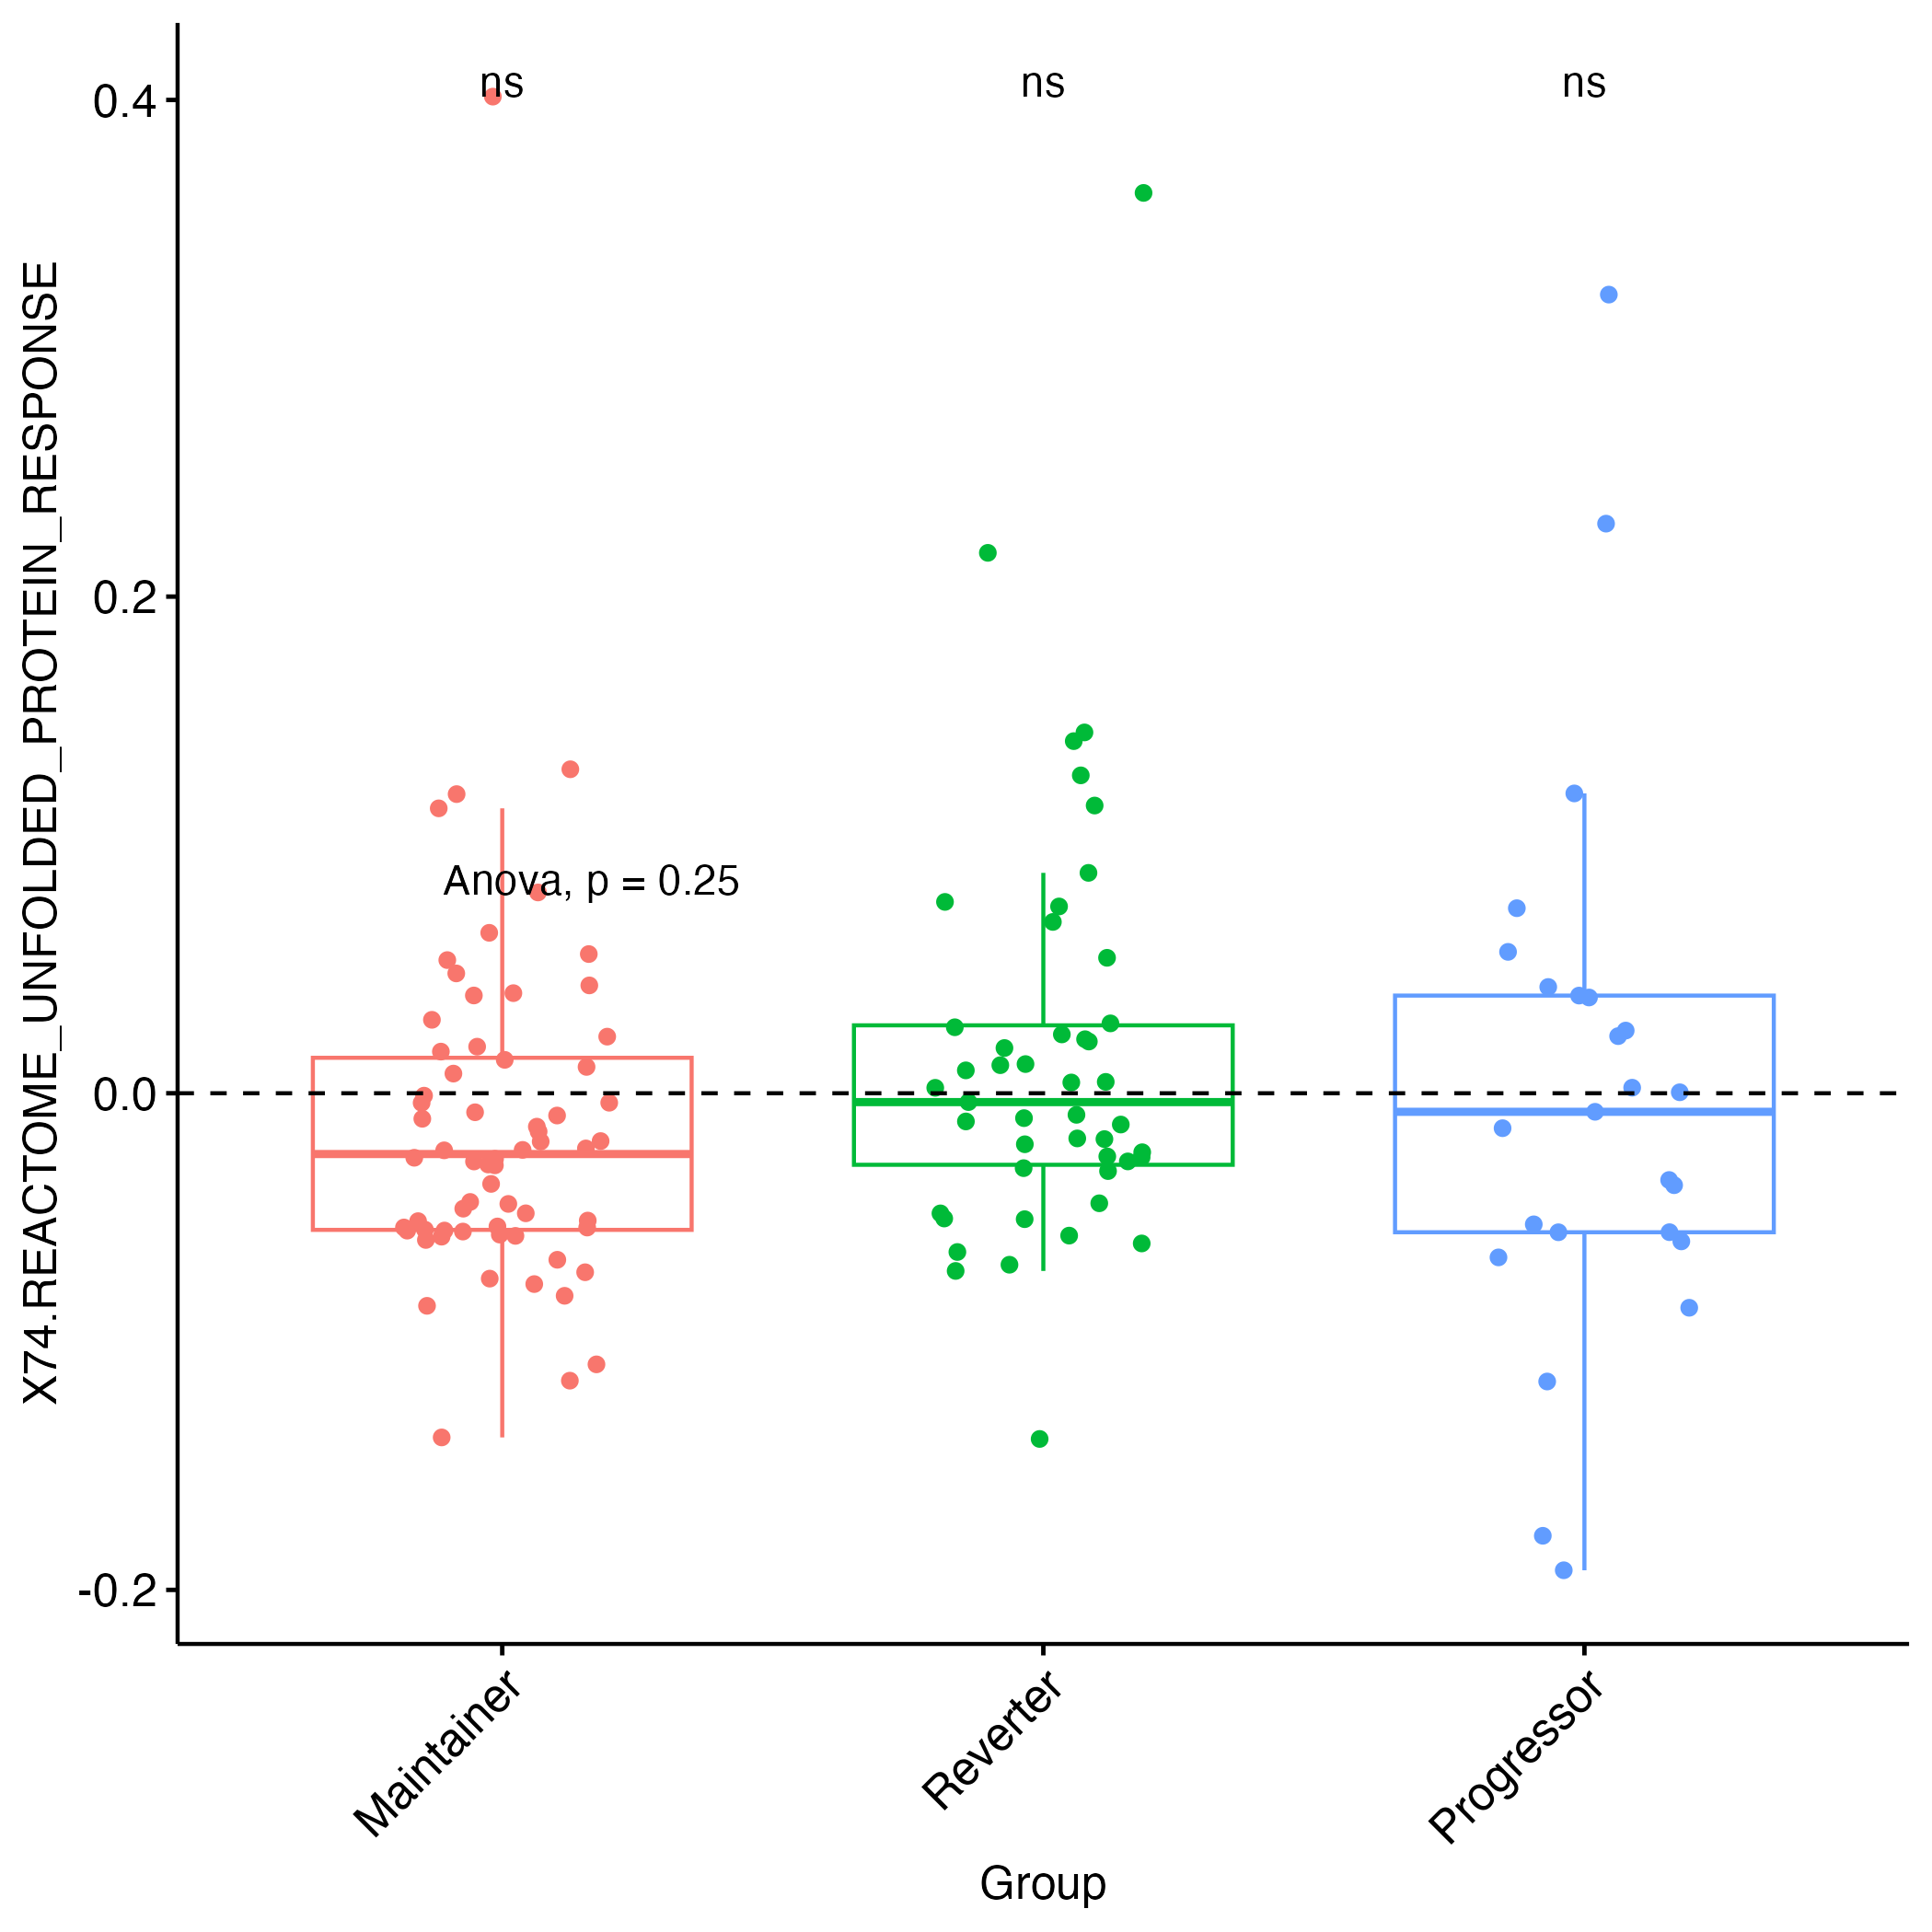 ns
ns
ns
0.4
0.2
0.0
-0.2
X74.REACTOME_UNFOLDED_PROTEIN_RESPONSE
Anova, p = 0.25
Maintainer
Reverter
Progressor
Group